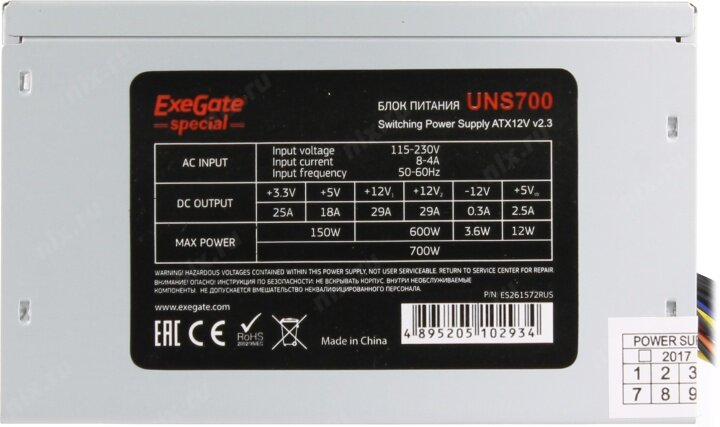 ExeGate
special
БЛОК ПИТАНИЯ UNS700
Switching Power Supply ATX12V v2.3
AC INPUT
Input voltage 115-230V
Input current 8-4A
Input frequency 50-60Hz
DC OUTPUT
+3.3V +5V +12V1 +12V2 -12V +5Vsb
25A 18A 29A 29A 0.3A 2.5A
MAX POWER
150W 600W 3.6W 12W
700W
WARNING! HAZARDOUS VOLTAGES CONTAINED WITHIN THIS POWER SUPPLY, NOT USER SERVICEABLE. RETURN TO SERVICE CENTER FOR REPAIR.
ВНИМАНИЕ! ОПАСНО! ИНСТРУКЦИЯ ПО БЕЗОПАСНОСТИ: НЕ ВСКРЫВАТЬ КОРПУС. ВНУТРИ НЕОБСЛУЖИВАЕМЫЕ
КОМПОНЕНТЫ. НЕ ДОПУСКАЕТСЯ ВМЕШАТЕЛЬСТВО НЕКВАЛИФИЦИРОВАННОГО ПЕРСОНАЛА.
P/N: ES261572RUS
www.exegate.com
EAC CE RoHS
2002/95/EC
Made in China
4 895205 102934
POWER SUP
2017
1 2 3
7 8 9